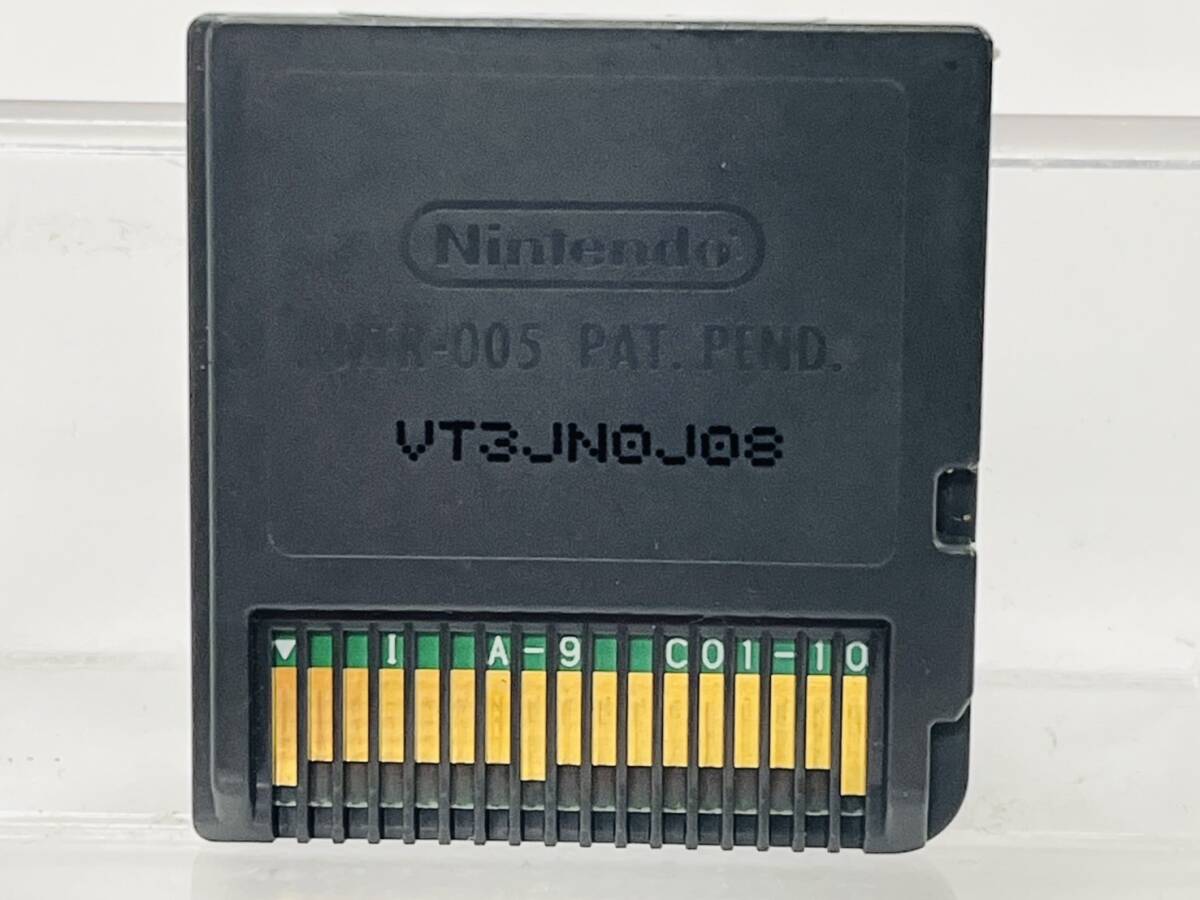 Nintendo
NTR-005 PAT. PEND.
VT3JN0J08
▼ I A-9 C01-10